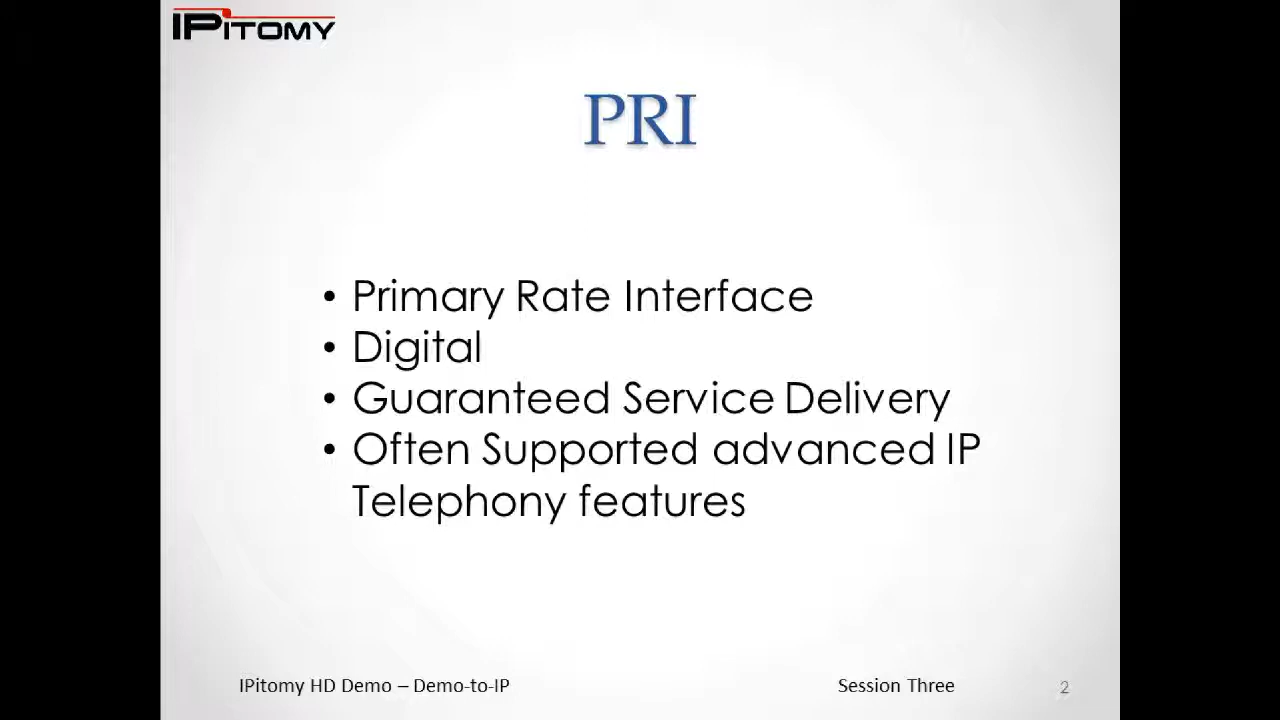 IPITOMY
PRI
• Primary Rate Interface
• Digital
• Guaranteed Service Delivery
• Often Supported advanced IP
Telephony features
IPitomy HD Demo – Demo-to-IP
Session Three
2